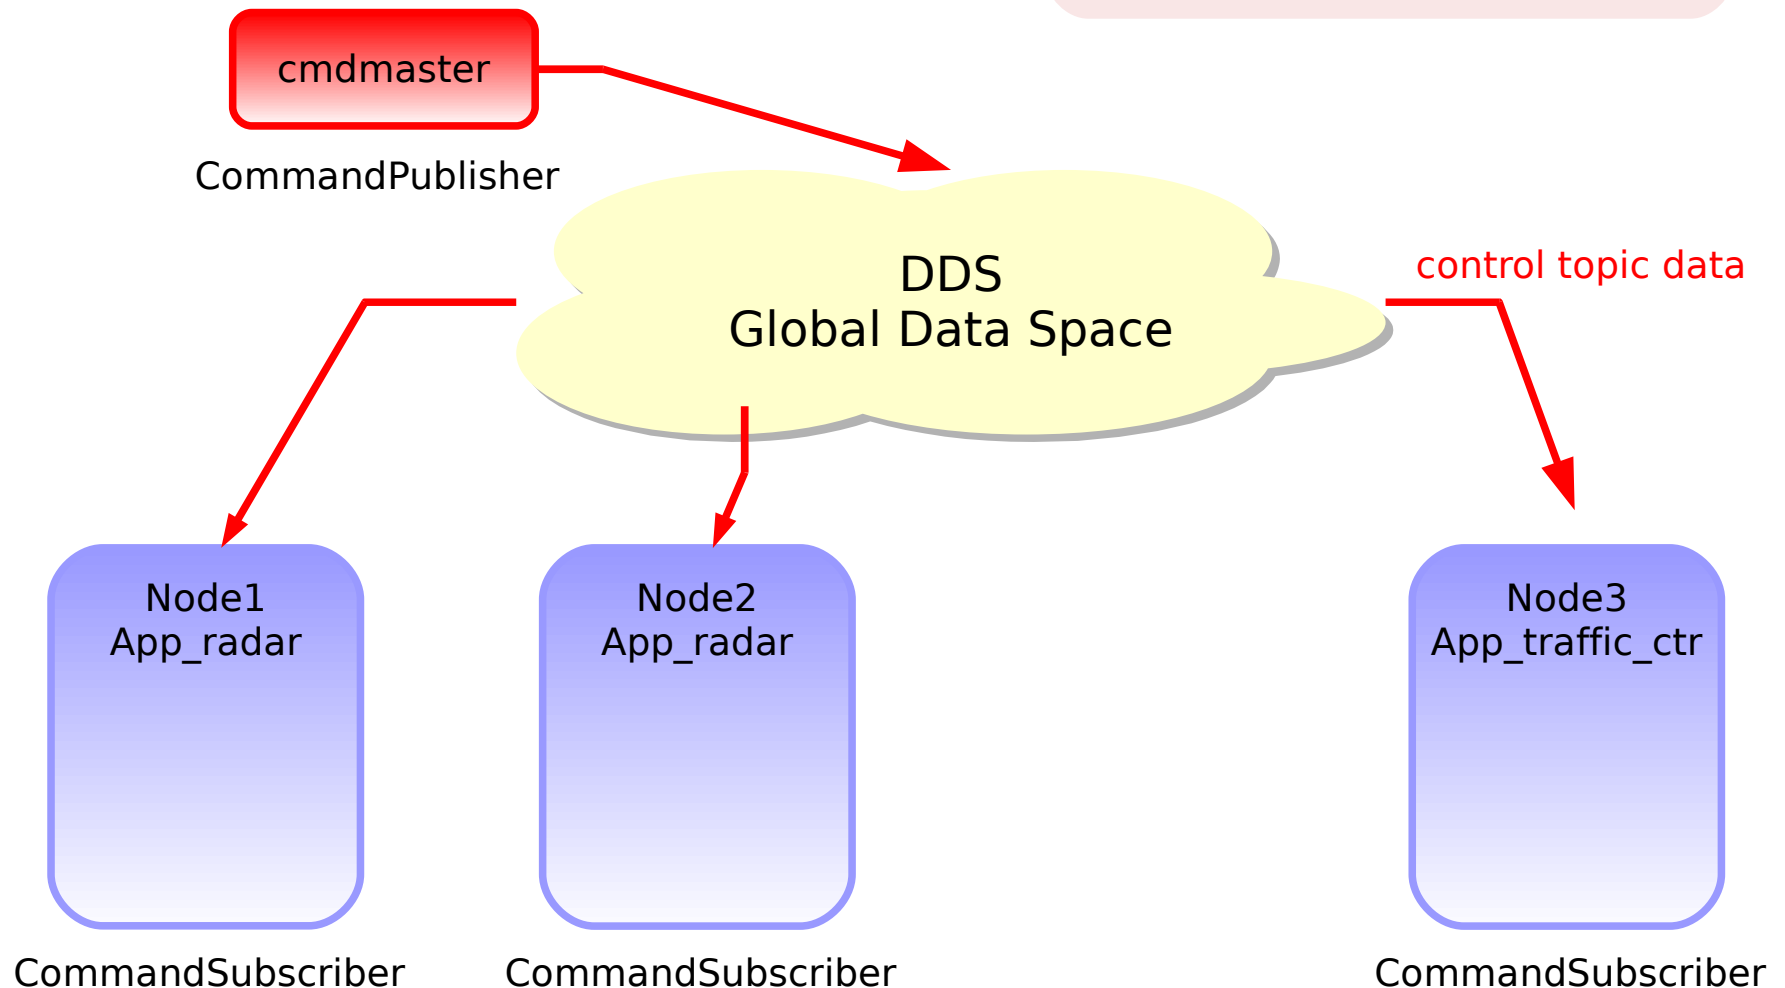 cmdmaster
CommandPublisher
DDS
Global Data Space
control topic data
Node1
App_radar
Node2
App_radar
Node3
App_traffic_ctr
CommandSubscriber
CommandSubscriber
CommandSubscriber